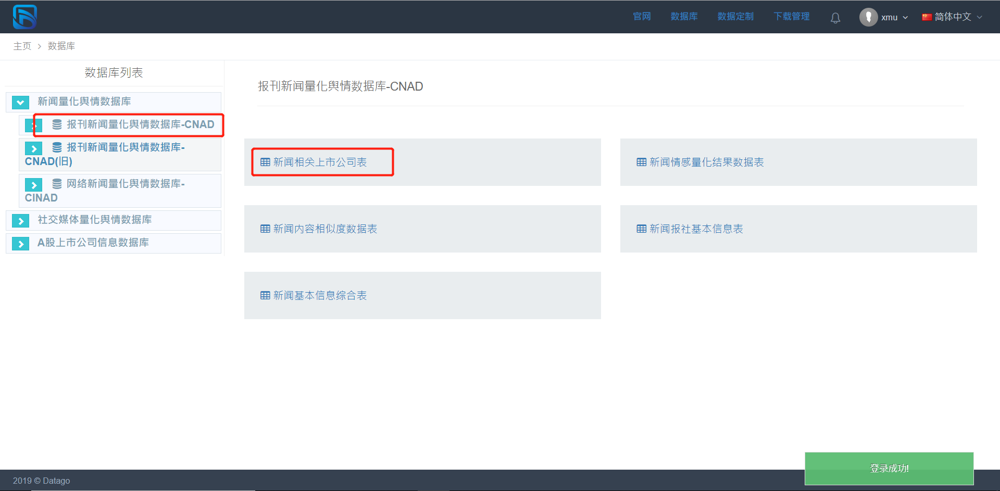 官网 数据库 数据定制 下载管理 xmu 简体中文
主页 > 数据库
数据库列表
新闻量化舆情数据库
报刊新闻量化舆情数据库-CNAD
报刊新闻量化舆情数据库-
CNAD(旧)
网络新闻量化舆情数据库-
CINAD
社交媒体量化舆情数据库
A股上市公司信息数据库
报刊新闻量化舆情数据库-CNAD
新闻相关上市公司表
新闻情感量化结果数据表
新闻内容相似度数据表
新闻报社基本信息表
新闻基本信息综合表
登录成功!
2019 © Datago